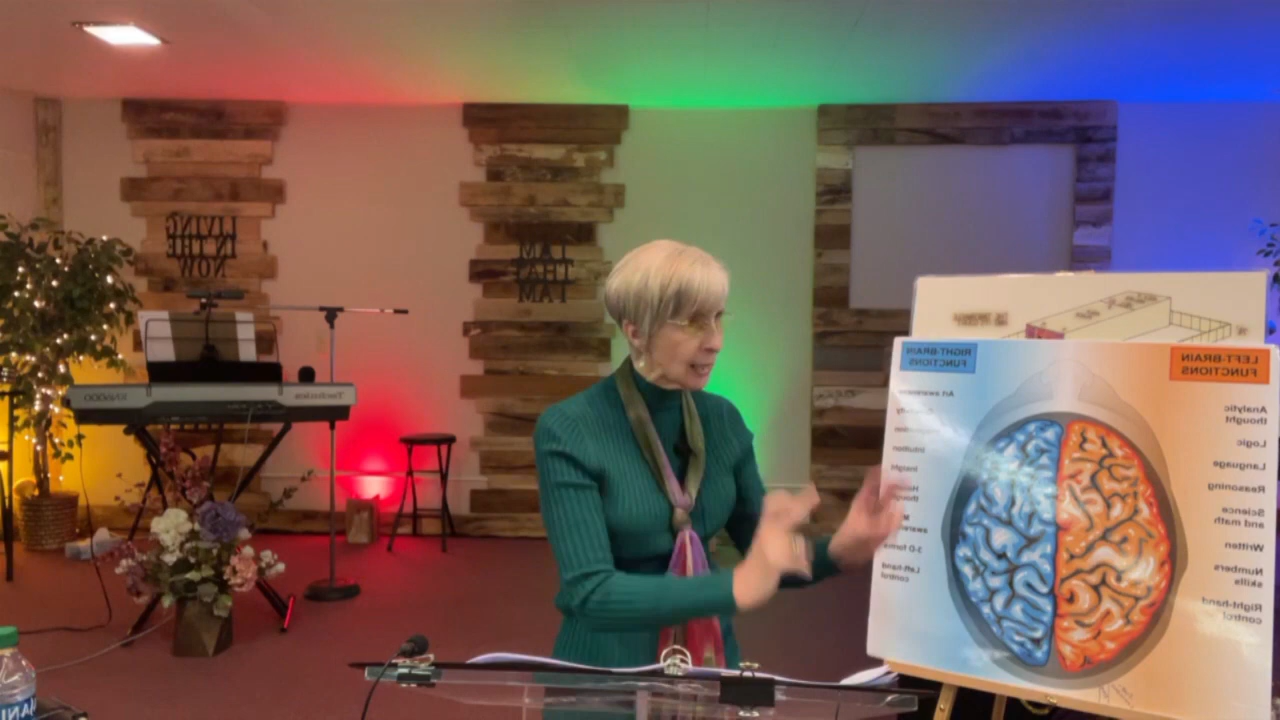 LIVING
IN THE
NOW
I AM
THAT
I AM
Technics
KN6000
RIGHT-BRAIN
FUNCTIONS
LEFT-BRAIN
FUNCTIONS
Art awareness
Intuition
Insight
3-D forms
Left-hand
control
Analytic
thought
Logic
Language
Reasoning
Science
and math
Written
Numbers
skills
Right-hand
control